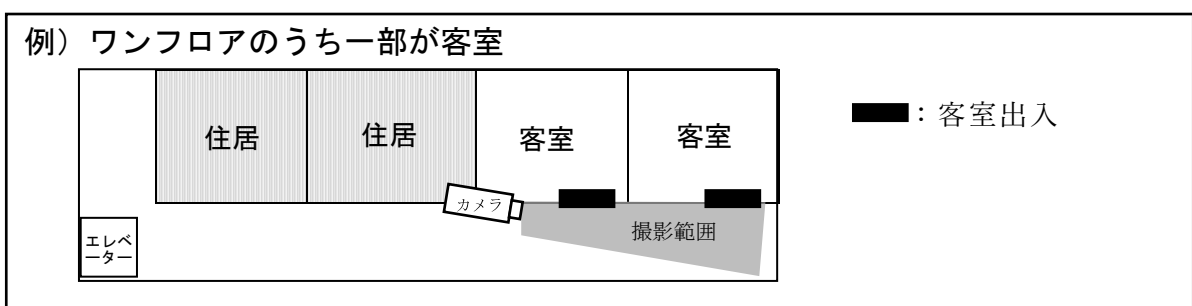 例）ワンフロアのうち一部が客室
住居
住居
客室
客室
■：客室出入
カメラ
撮影範囲
エレベ
ーター